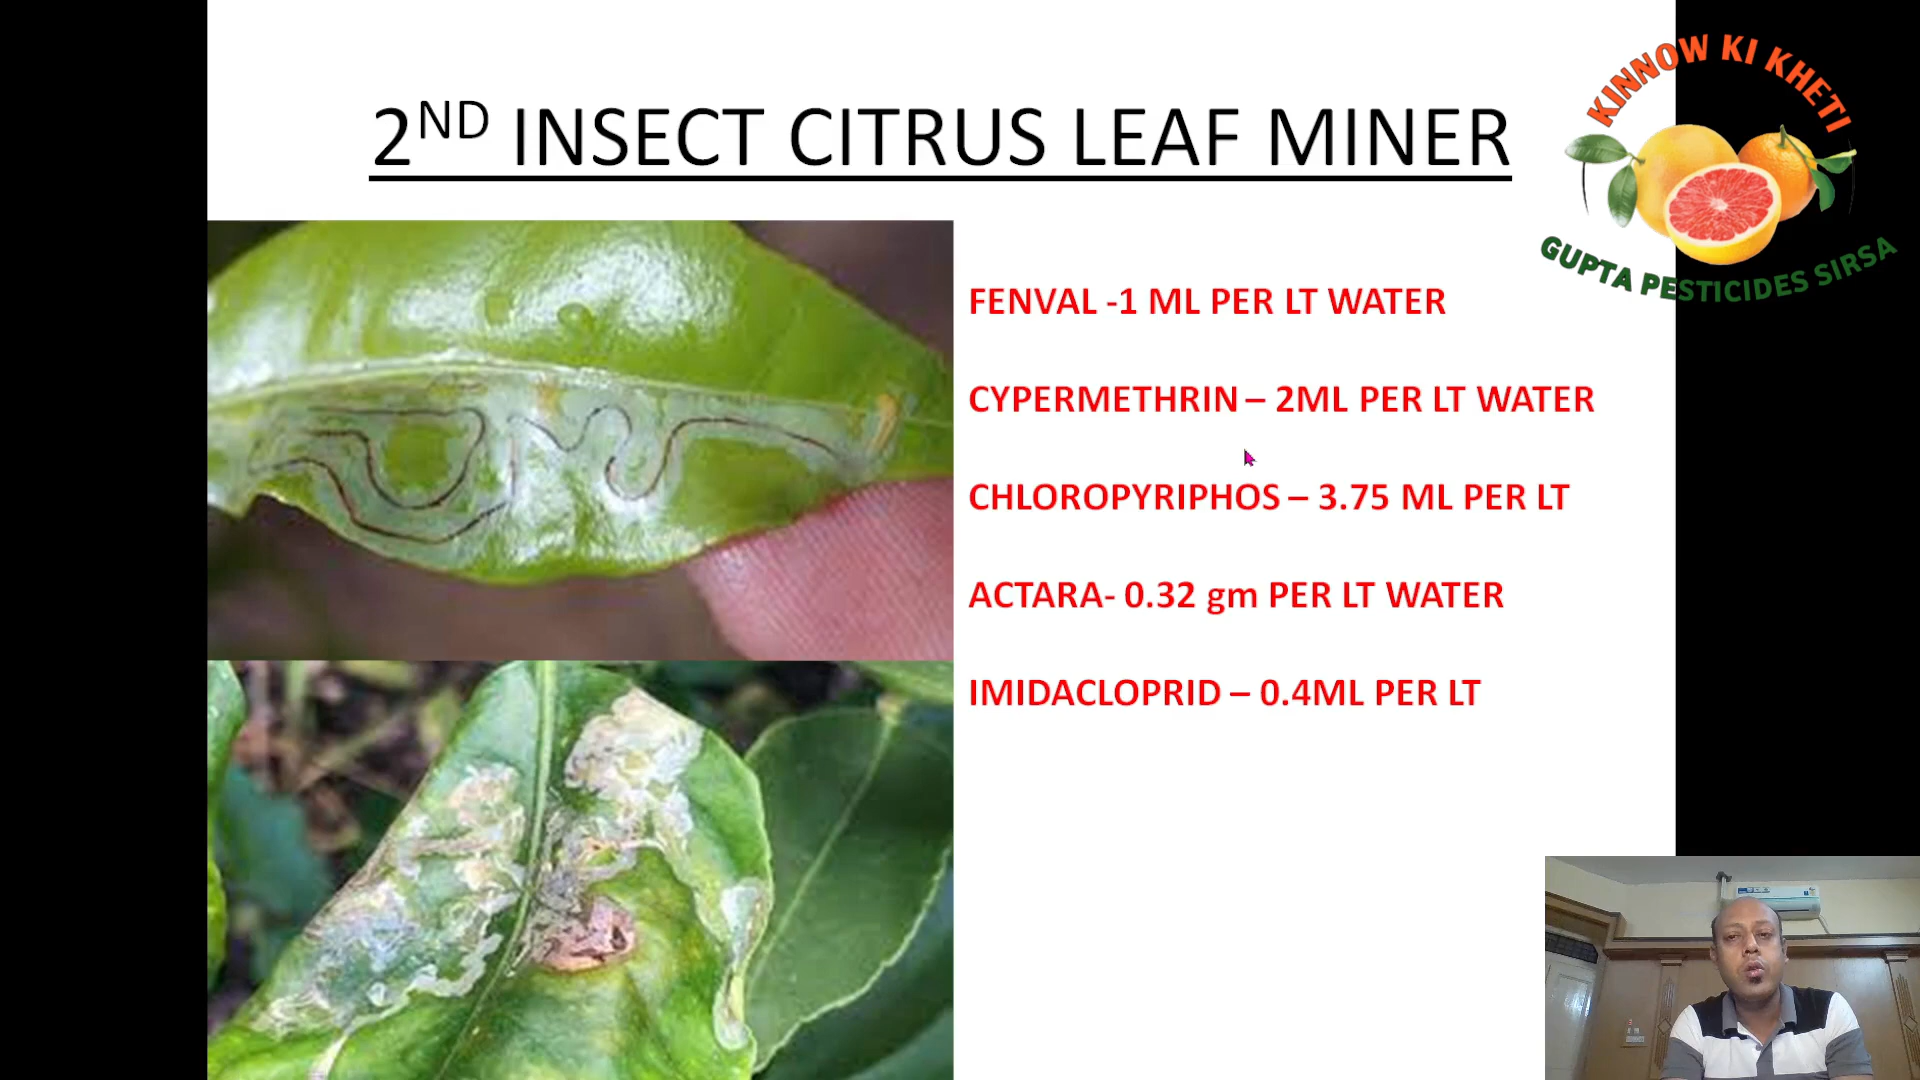 2ND INSECT CITRUS LEAF MINER
KINNOW KI KHETI
GUPTA PESTICIDES SIRSA
FENVAL -1 ML PER LT WATER
CYPERMETHRIN – 2ML PER LT WATER
CHLOROPYRIPHOS – 3.75 ML PER LT
ACTARA- 0.32 gm PER LT WATER
IMIDACLOPRID – 0.4ML PER LT